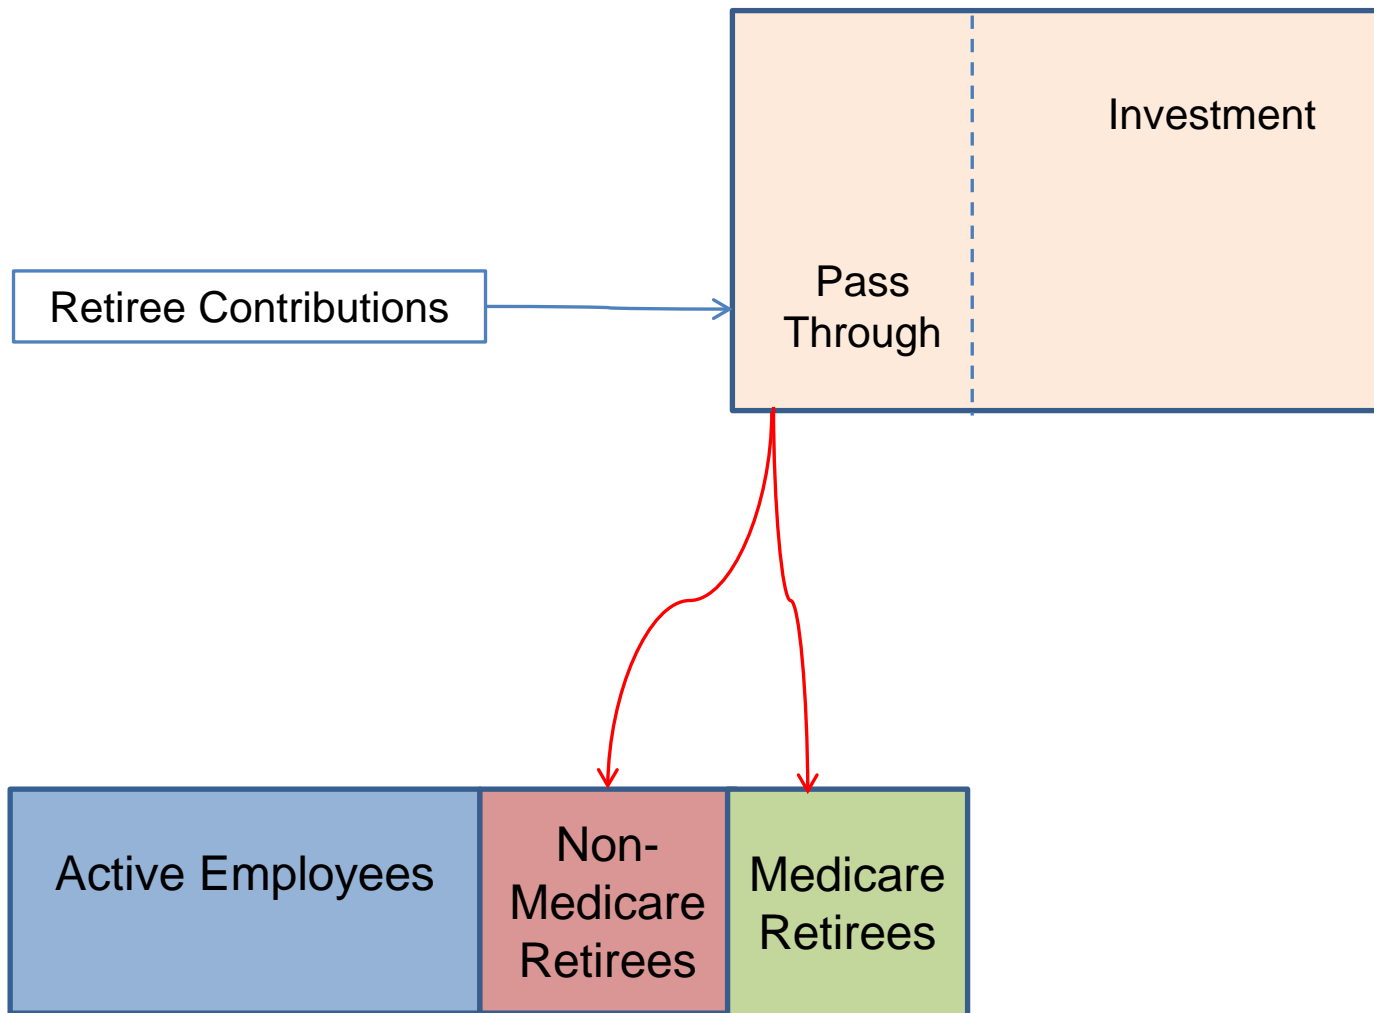 Investment
Pass
Through
Retiree Contributions
Active Employees
Non-
Medicare
Retirees
Medicare
Retirees